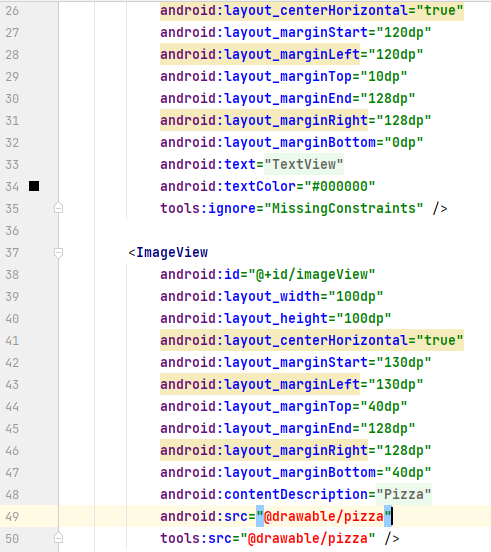 26 android:layout_centerHorizontal="true"
27 android:layout_marginStart="120dp"
28 android:layout_marginLeft="120dp"
29 android:layout_marginTop="10dp"
30 android:layout_marginEnd="128dp"
31 android:layout_marginRight="128dp"
32 android:layout_marginBottom="0dp"
33 android:text="TextView"
34 android:textColor="#000000"
35 tools:ignore="MissingConstraints" />
36
37 <ImageView
38 android:id="@+id/imageView"
39 android:layout_width="100dp"
40 android:layout_height="100dp"
41 android:layout_centerHorizontal="true"
42 android:layout_marginStart="130dp"
43 android:layout_marginLeft="130dp"
44 android:layout_marginTop="40dp"
45 android:layout_marginEnd="128dp"
46 android:layout_marginRight="128dp"
47 android:layout_marginBottom="40dp"
48 android:contentDescription="Pizza"
49 android:src="@drawable/pizza"
50 tools:src="@drawable/pizza" />